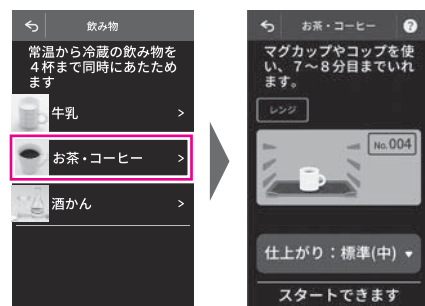 飲み物
常温から冷蔵の飲み物を
4杯まで同時にあたため
ます
牛乳 >
お茶・コーヒー >
酒かん >
お茶・コーヒー ?
マグカップやコップを使
い、7〜8分目までいれ
ます。
レンジ
No.004
仕上がり:標準(中) ▼
スタートできます